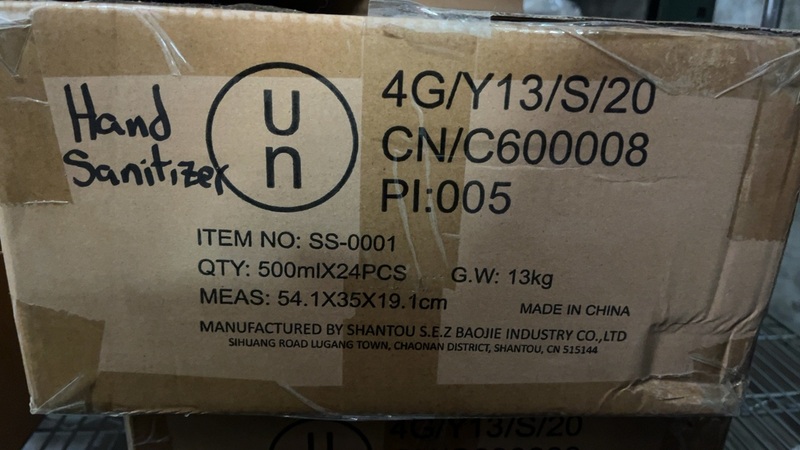 Hand
Sanitizer
u
n
4G/Y13/S/20
CN/C600008
PI:005
ITEM NO: SS-0001
QTY: 500mlX24PCS G.W: 13kg
MEAS: 54.1X35X19.1cm MADE IN CHINA
MANUFACTURED BY SHANTOU S.E.Z BAOJIE INDUSTRY CO.,LTD
SIHUANG ROAD LUGANG TOWN, CHAONAN DISTRICT, SHANTOU, CN 515144
u
4G/Y13/S/20